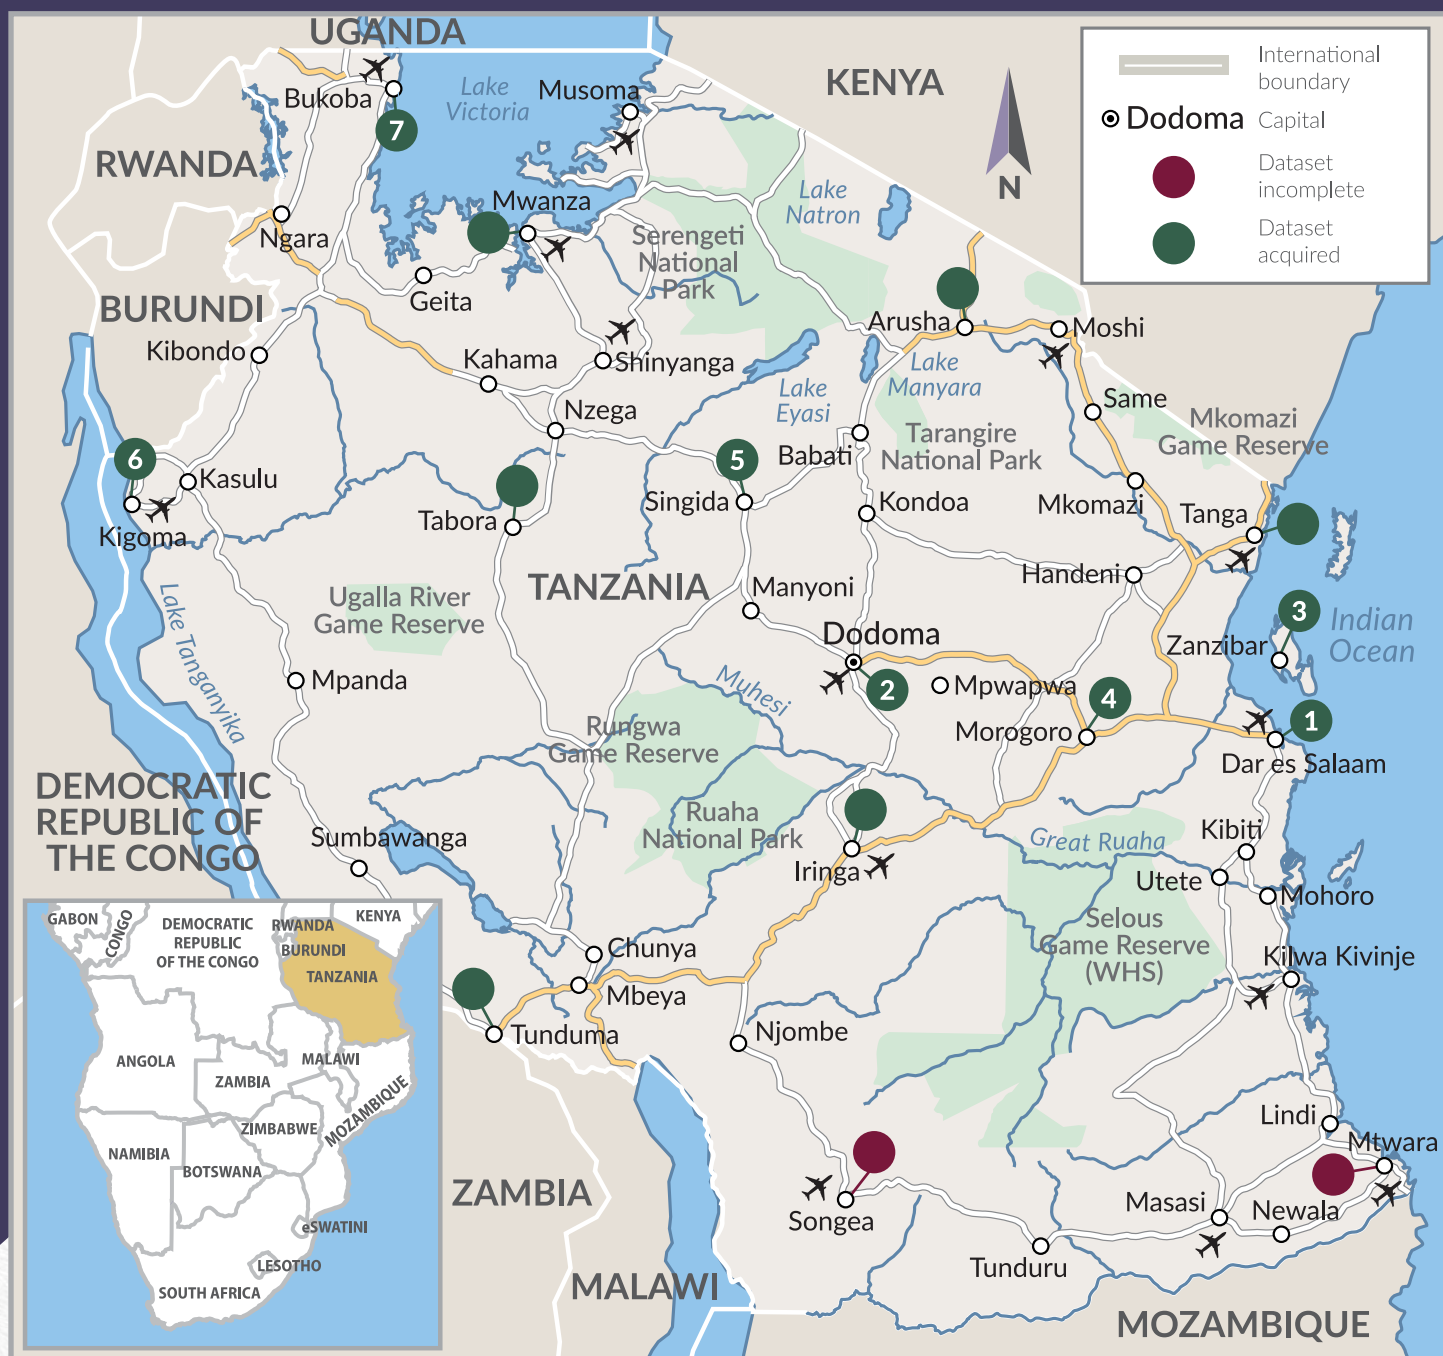 UGANDA
KENYA
RWANDA
BURUNDI
TANZANIA
DEMOCRATIC
REPUBLIC OF
THE CONGO
ZAMBIA
MALAWI
MOZAMBIQUE
International
boundary
Dodoma
Capital
Dataset
incomplete
Dataset
acquired
N
Bukoba
7
Lake
Victoria
Musoma
Mwanza
Ngara
Geita
Serengeti
National
Park
Lake
Natron
Kibondo
Kahama
Shinyanga
Arusha
Moshi
Lake
Manyara
Lake
Eyasi
Nzega
Same
Mkomazi
Game Reserve
Babati
Tarangire
National Park
6
Kasulu
Kigoma
Tabora
5
Singida
Kondoa
Mkomazi
Tanga
Handeni
Lake Tanganyika
Ugalla River
Game Reserve
Manyoni
Dodoma
2
Mpwapwa
3
Zanzibar
Indian
Ocean
Mpanda
Muhesi
Rungwa
Game Reserve
4
Morogoro
1
Dar es Salaam
Ruaha
National Park
Sumbawanga
Iringa
Great Ruaha
Kibiti
Utete
Mohoro
Selous
Game Reserve
(WHS)
Kilwa Kivinje
Chunya
Mbeya
Tunduma
Njombe
Songea
Tunduru
Masasi
Newala
Lindi
Mtwara
GABON
CONGO
DEMOCRATIC
REPUBLIC
OF THE CONGO
RWANDA
KENYA
BURUNDI
TANZANIA
ANGOLA
ZAMBIA
MALAWI
MOZAMBIQUE
ZIMBABWE
NAMIBIA
BOTSWANA
eSWATINI
LESOTHO
SOUTH AFRICA